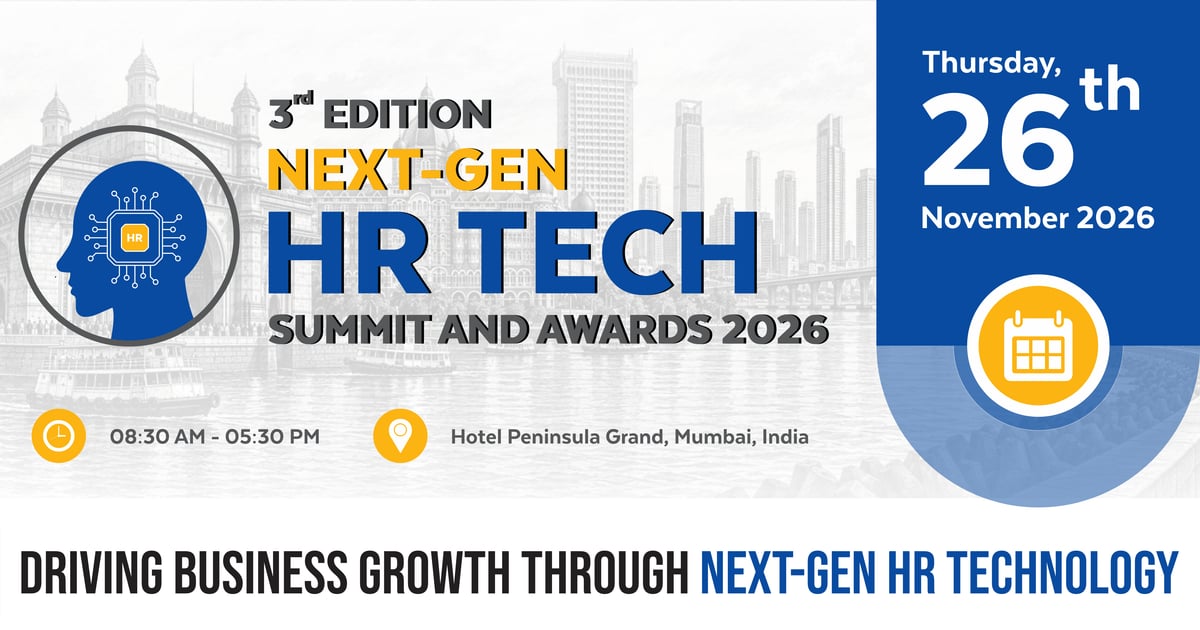 3rd EDITION
NEXT-GEN
HR TECH
SUMMIT AND AWARDS 2026
HR
08:30 AM - 05:30 PM
Hotel Peninsula Grand, Mumbai, India
Thursday,
26th
November 2026
DRIVING BUSINESS GROWTH THROUGH NEXT-GEN HR TECHNOLOGY